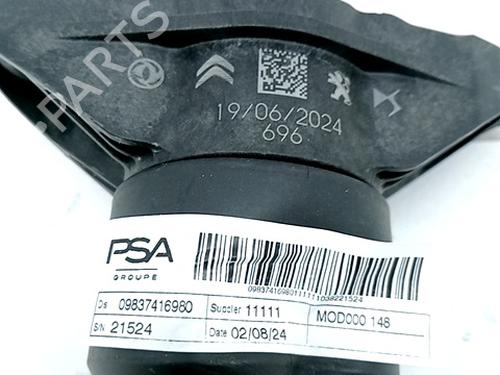 19/06/2024
696
PSA
GROUPE
09837416980111111038221524
Ds 09837416980
Supplier 11111
MOD000 148
S/N 21524
Date 02/08/24
B-PARTS